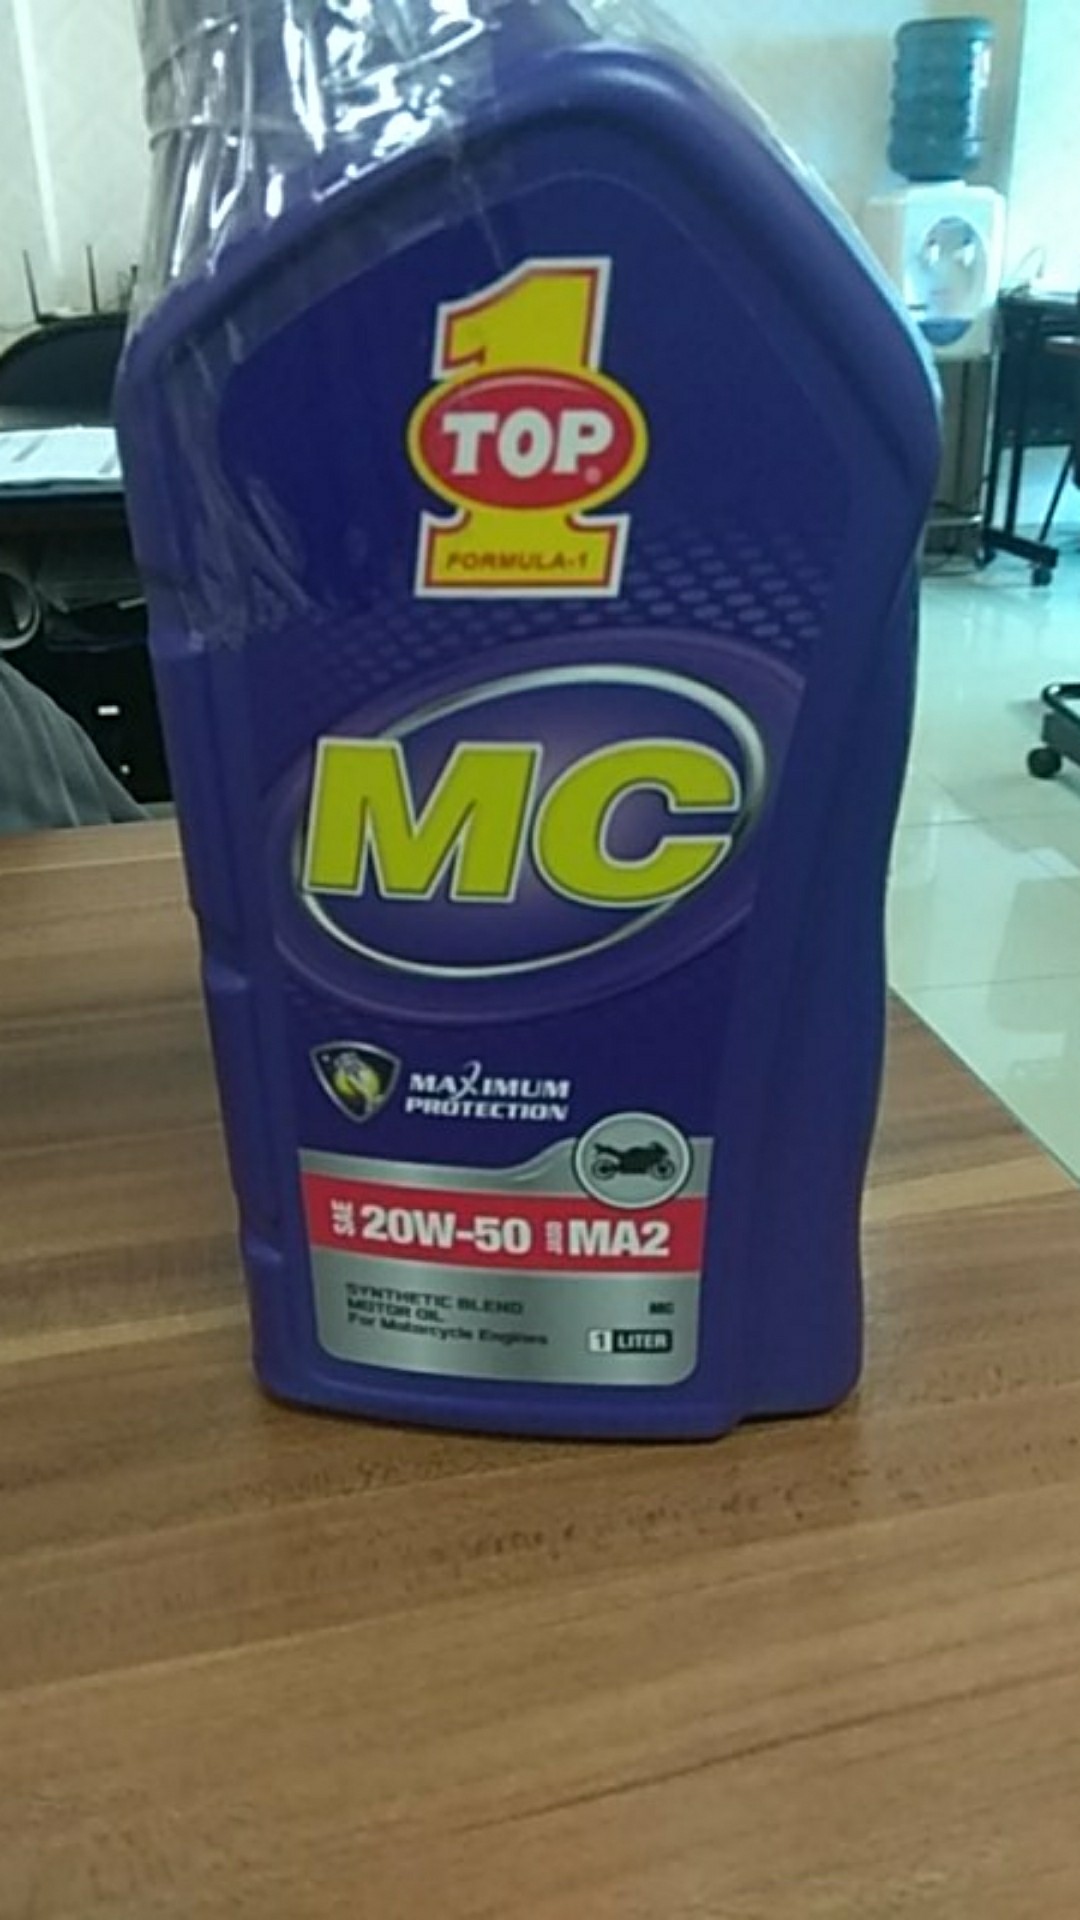 1
TOP®
FORMULA-1
MC
MAXIMUM
PROTECTION
SAE 20W-50 JASO MA2
SYNTHETIC BLEND
MOTOR OIL
For Motorcycle Engines
MC
1 LITER